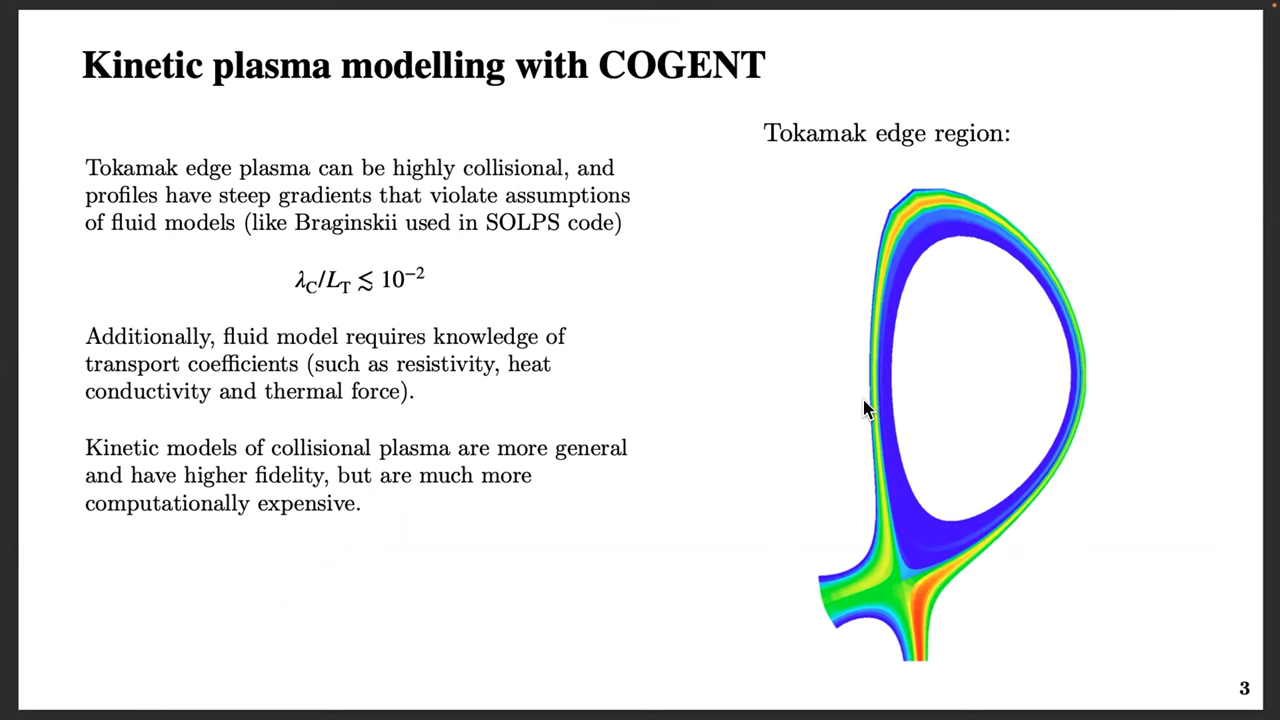 Kinetic plasma modelling with COGENT
Tokamak edge plasma can be highly collisional, and
profiles have steep gradients that violate assumptions
of fluid models (like Braginskii used in SOLPS code)
λ_C/L_T ≲ 10⁻²
Additionally, fluid model requires knowledge of
transport coefficients (such as resistivity, heat
conductivity and thermal force).
Kinetic models of collisional plasma are more general
and have higher fidelity, but are much more
computationally expensive.
Tokamak edge region:
3